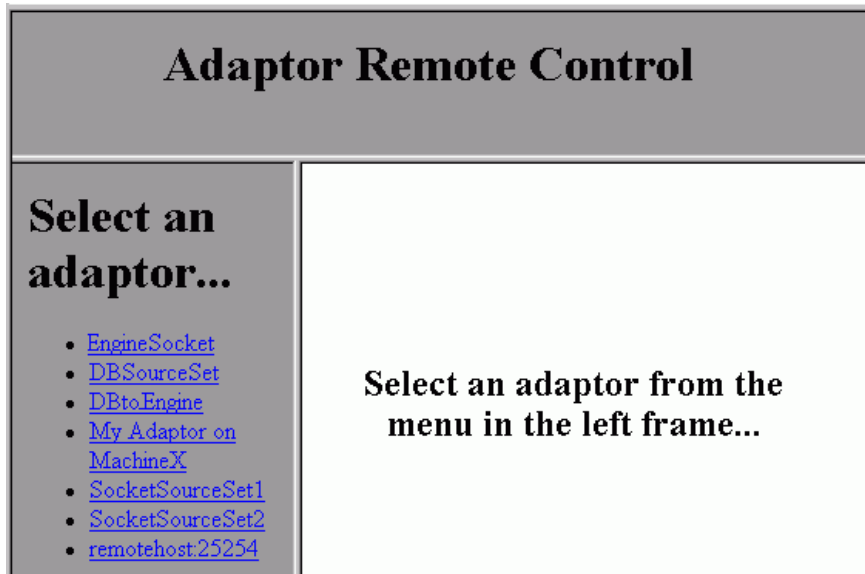 Adaptor Remote Control
Select an
adaptor...
EngineSocket
DBSourceSet
DBtoEngine
My Adaptor on
MachineX
SocketSourceSet1
SocketSourceSet2
remotehost:25254
Select an adaptor from the
menu in the left frame...